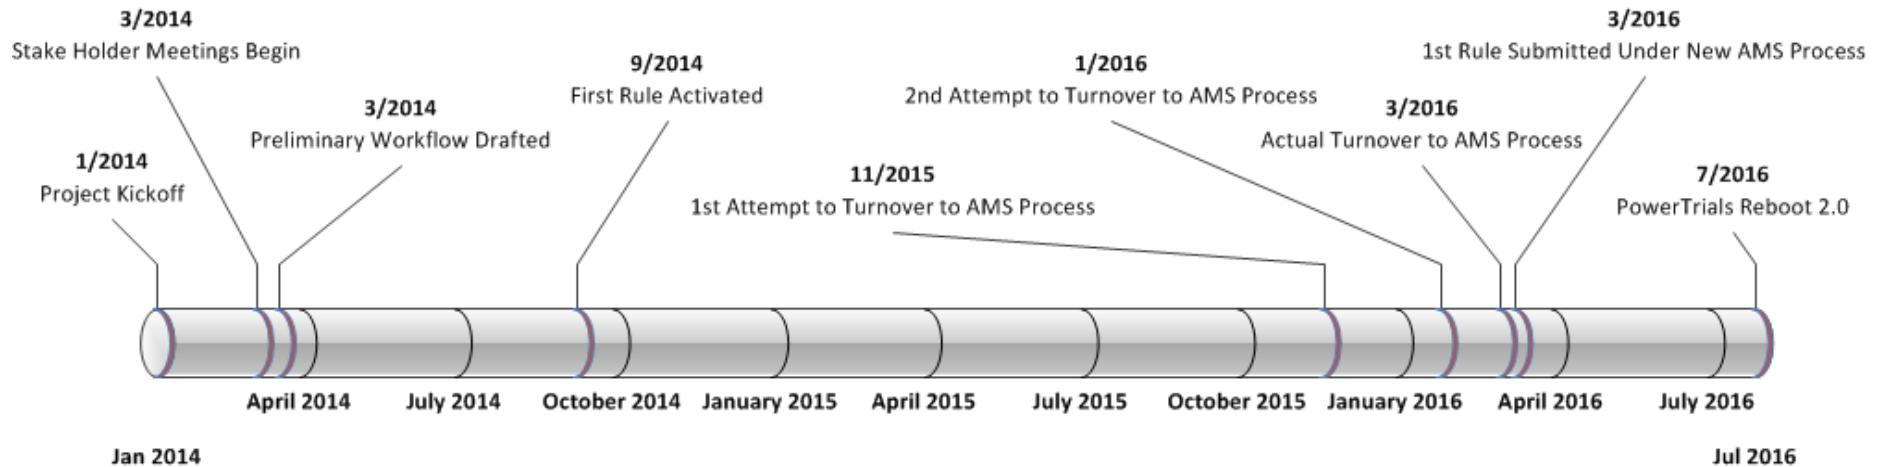 3/2014
Stake Holder Meetings Begin
3/2014
Preliminary Workflow Drafted
1/2014
Project Kickoff
9/2014
First Rule Activated
11/2015
1st Attempt to Turnover to AMS Process
1/2016
2nd Attempt to Turnover to AMS Process
3/2016
Actual Turnover to AMS Process
3/2016
1st Rule Submitted Under New AMS Process
7/2016
PowerTrials Reboot 2.0
April 2014 July 2014 October 2014 January 2015 April 2015 July 2015 October 2015 January 2016 April 2016 July 2016
Jan 2014 Jul 2016